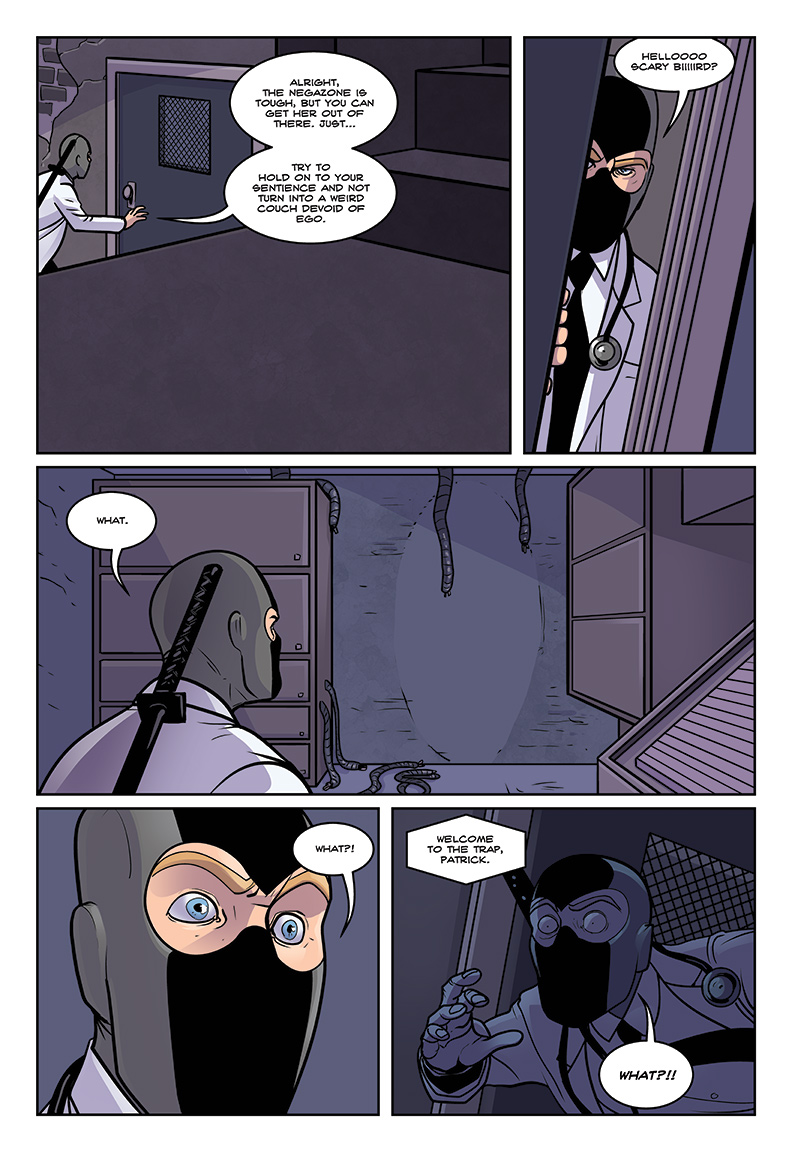 ALRIGHT,
THE NEGAZONE IS
TOUGH, BUT YOU CAN
GET HER OUT OF
THERE. JUST...
TRY TO
HOLD ON TO YOUR
SENTIENCE AND NOT
TURN INTO A WEIRD
COUCH DEVOID OF
EGO.
HELLOOOO
SCARY BIIIIIRD?
WHAT.
WHAT?!
WELCOME
TO THE TRAP,
PATRICK.
WHAT?!!